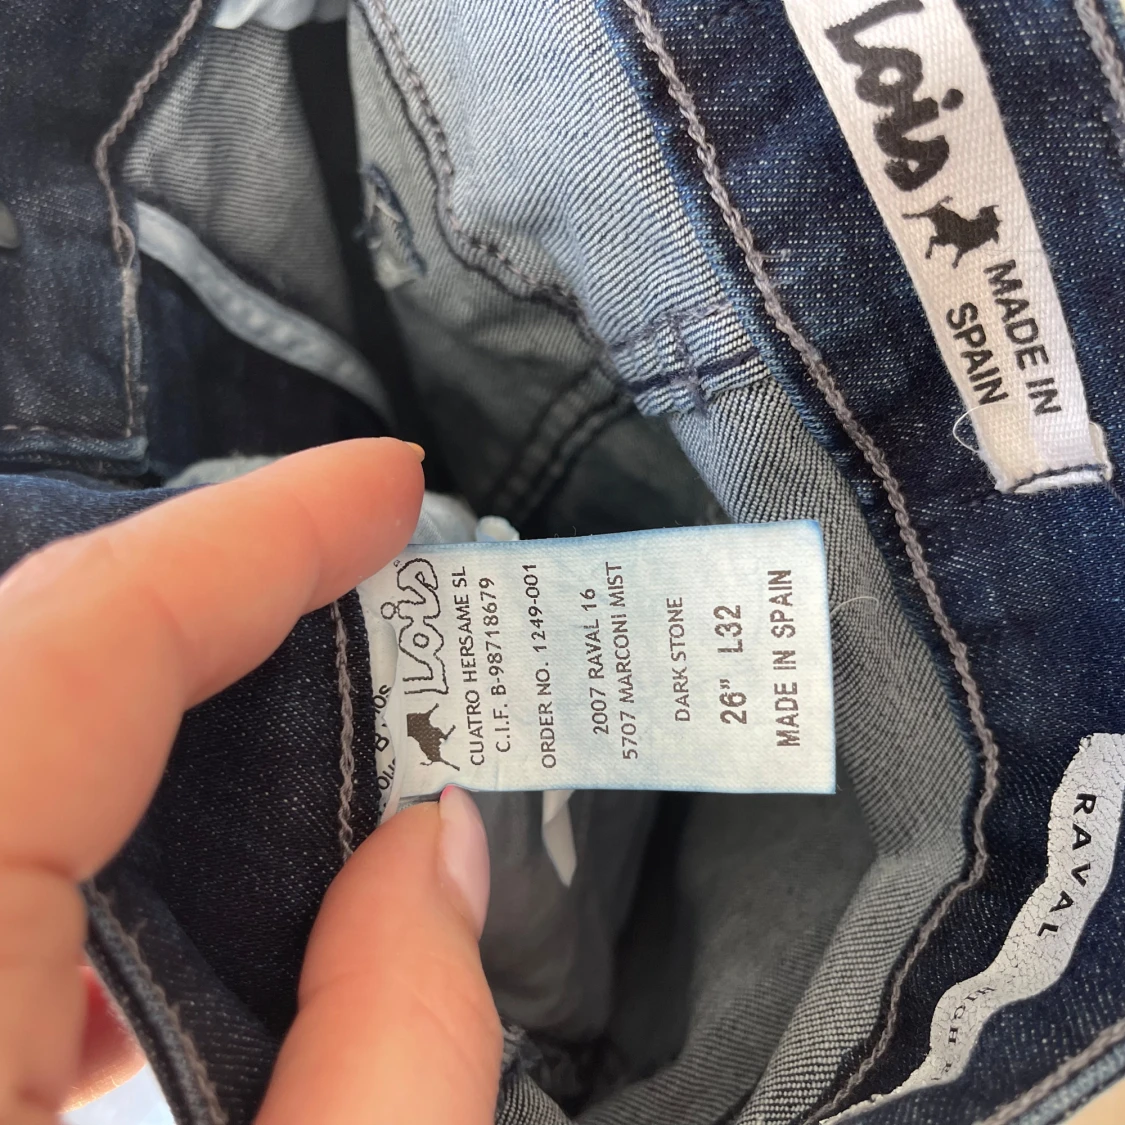 Lois
MADE IN
SPAIN
Lois
CUATRO HERSAME SL
C.I.F. B-98718679
ORDER NO. 1249-001
2007 RAVAL 16
5707 MARCONI MIST
DARK STONE
26" L32
MADE IN SPAIN
RAVAL
HIGH